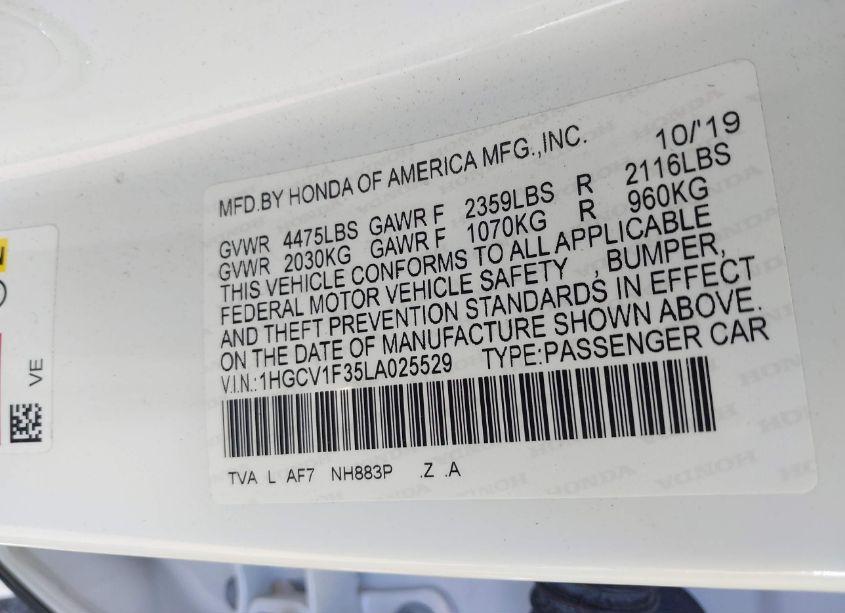 MFD.BY HONDA OF AMERICA MFG.,INC. 10/'19
GVWR 4475LBS GAWR F 2359LBS R 2116LBS
GVWR 2030KG GAWR F 1070KG R 960KG
THIS VEHICLE CONFORMS TO ALL APPLICABLE
FEDERAL MOTOR VEHICLE SAFETY , BUMPER,
AND THEFT PREVENTION STANDARDS IN EFFECT
ON THE DATE OF MANUFACTURE SHOWN ABOVE.
V.I.N.:1HGCV1F35LA025529 TYPE:PASSENGER CAR
TVA L AF7 NH883P .Z .A
VE